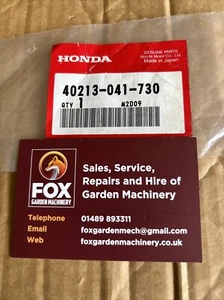 HONDA
GENUINE PARTS
Honda Motor Co., Ltd.
Made in Japan
40213-041-730
QTY 1 M2009
FOX
GARDEN MACHINERY
Sales, Service,
Repairs and Hire of
Garden Machinery
Telephone 01489 893311
Email foxgardenmech@gmail.com
Web foxgardenmachinery.co.uk